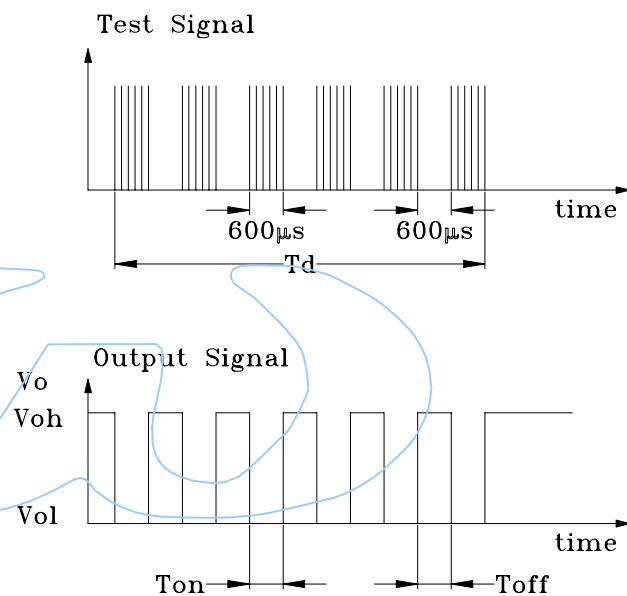 Test Signal
time
600μs 600μs
Td
Output Signal
Vo
Voh
Vol
time
Ton Toff